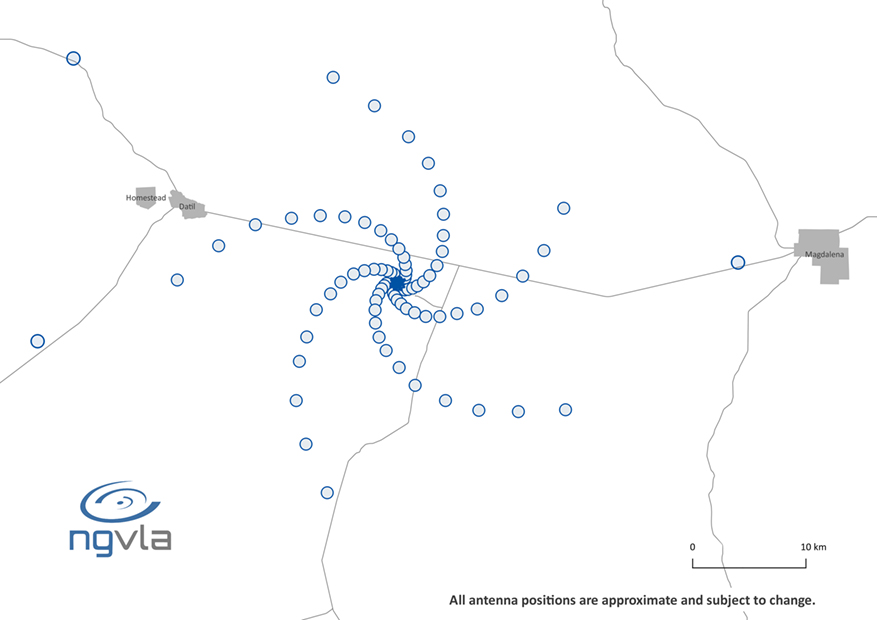 Homestead
Datil
Magdalena
ngvla
0 10 km
All antenna positions are approximate and subject to change.